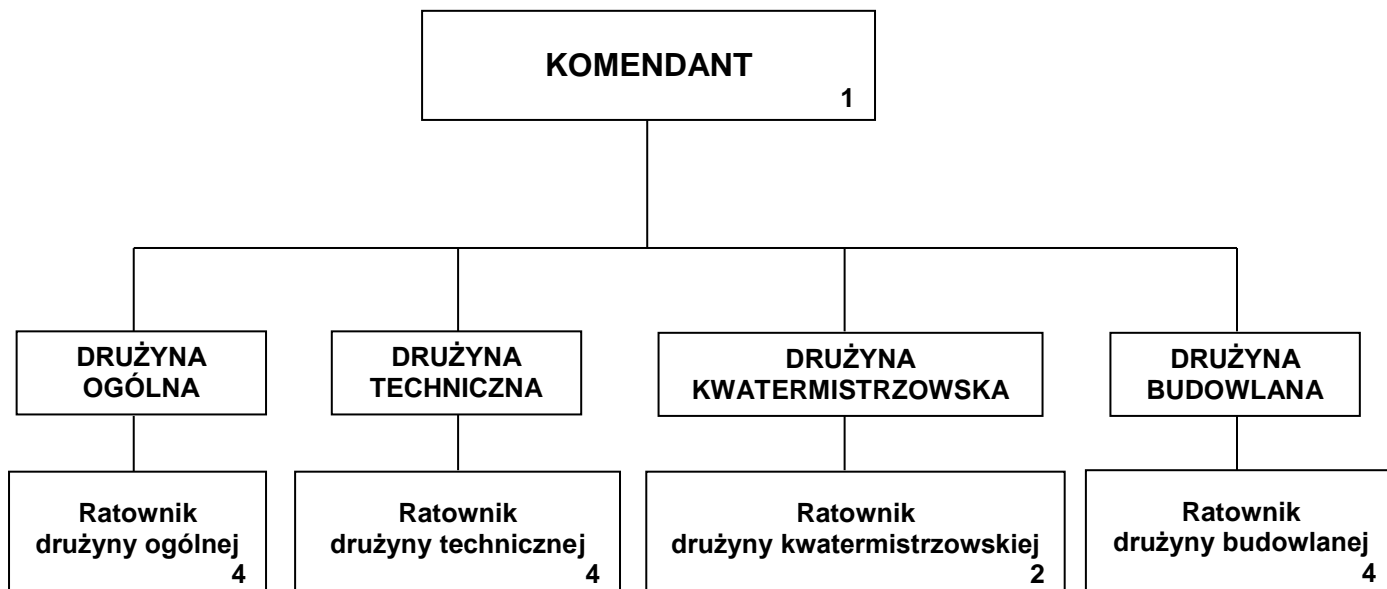 KOMENDANT
1
DRUŻYNA
OGÓLNA
DRUŻYNA
TECHNICZNA
DRUŻYNA
KWATERMISTRZOWSKA
DRUŻYNA
BUDOWLANA
Ratownik
drużyny ogólnej
4
Ratownik
drużyny technicznej
4
Ratownik
drużyny kwatermistrzowskiej
2
Ratownik
drużyny budowlanej
4